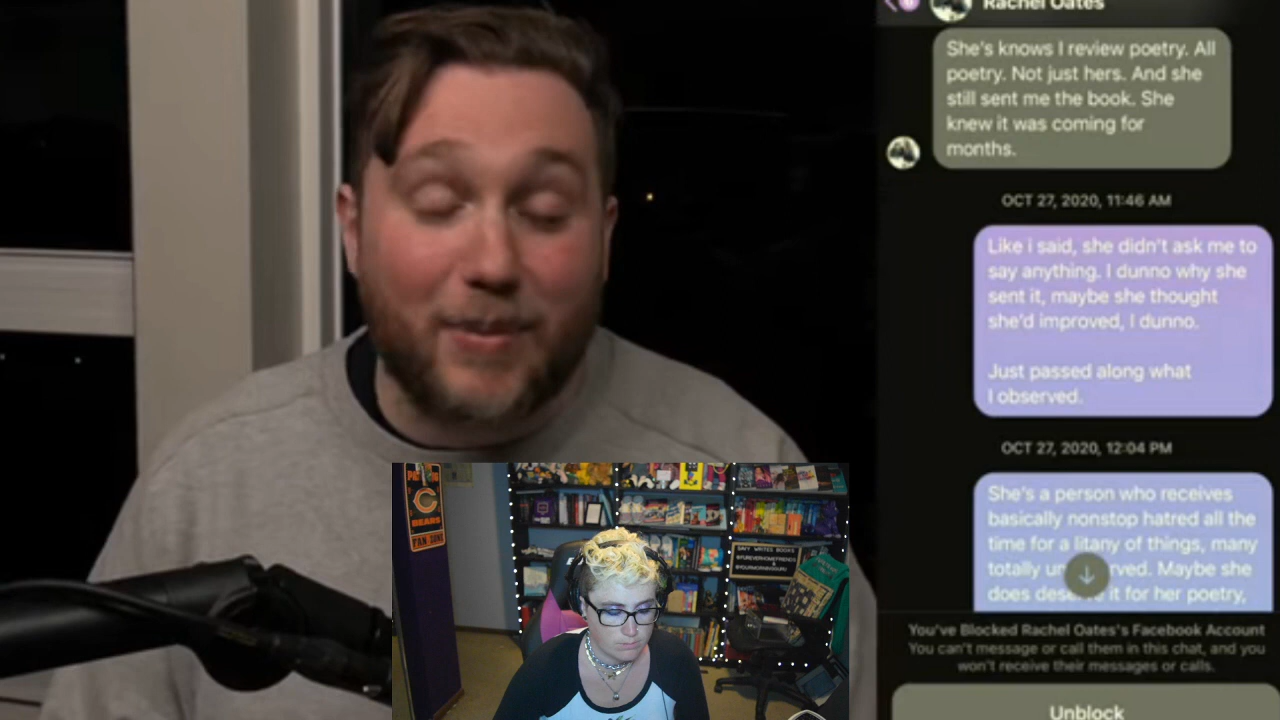 Rachel Oates
She's knows I review poetry. All
poetry. Not just hers. And she
still sent me the book. She
knew it was coming for
months.
OCT 27, 2020, 11:46 AM
Like i said, she didn't ask me to
say anything. I dunno why she
sent it, maybe she thought
she'd improved, I dunno.
Just passed along what
I observed.
OCT 27, 2020, 12:04 PM
She's a person who receives
basically nonstop hatred all the
time for a litany of things, many
totally
does it for her poetry,
You've Blocked Rachel Oates's Facebook Account
You can't message or call them in this chat, and you
won't receive their messages or calls.
Unblock
BEARS
SAVY WRITES BOOKS
&